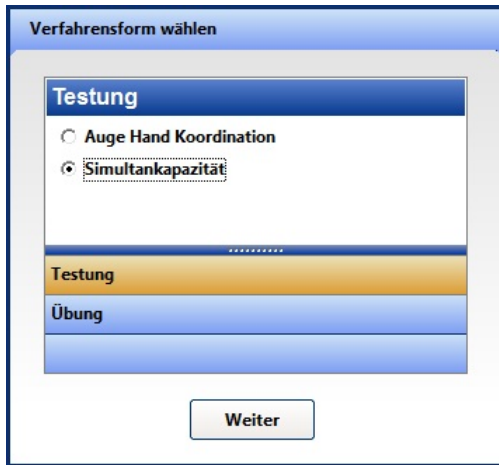 Verfahrensform wählen
Testung
Auge Hand Koordination
Simultankapazität
Testung
Übung
Weiter